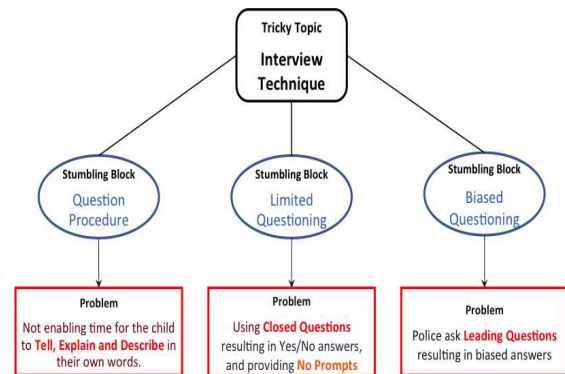 Tricky Topic
Interview
Technique
Stumbling Block
Question
Procedure
Stumbling Block
Limited
Questioning
Stumbling Block
Biased
Questioning
Problem
Not enabling time for the child
to Tell, Explain and Describe in
their own words.
Problem
Using Closed Questions
resulting in Yes/No answers,
and providing No Prompts
Problem
Police ask Leading Questions
resulting in biased answers